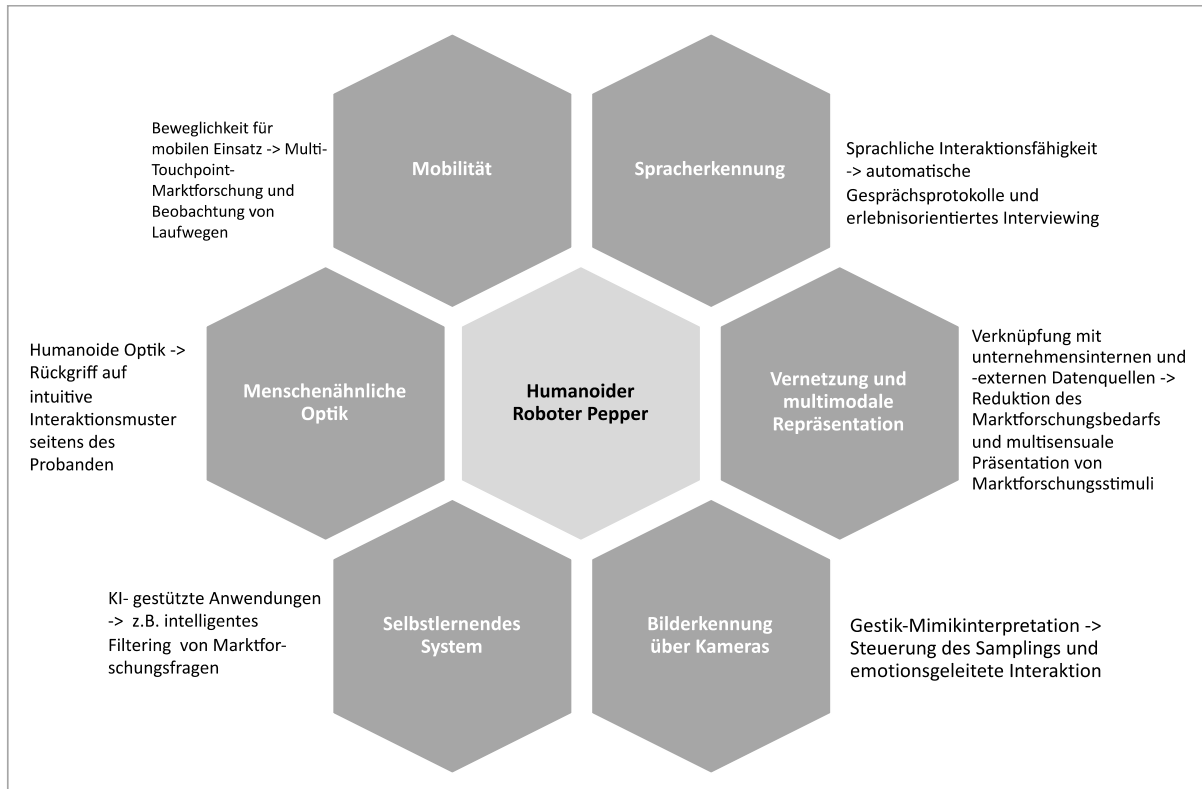 Beweglichkeit für
mobilen Einsatz -> Multi-
Touchpoint-
Marktforschung und
Beobachtung von
Laufwegen
Mobilität
Spracherkennung
Sprachliche Interaktionsfähigkeit
-> automatische
Gesprächsprotokolle und
erlebnisorientiertes Interviewing
Humanoide Optik ->
Rückgriff auf
intuitive
Interaktionsmuster
seitens des
Probanden
Menschenähnliche
Optik
Humanoider
Roboter Pepper
Vernetzung und
multimodale
Repräsentation
Verknüpfung mit
unternehmensinternen und
-externen Datenquellen ->
Reduktion des
Marktforschungsbedarfs
und multisensuale
Präsentation von
Marktforschungsstimuli
KI- gestützte Anwendungen
-> z.B. intelligentes
Filtering von Marktfor-
schungsfragen
Selbstlernendes
System
Bilderkennung
über Kameras
Gestik-Mimikinterpretation ->
Steuerung des Samplings und
emotionsgeleitete Interaktion